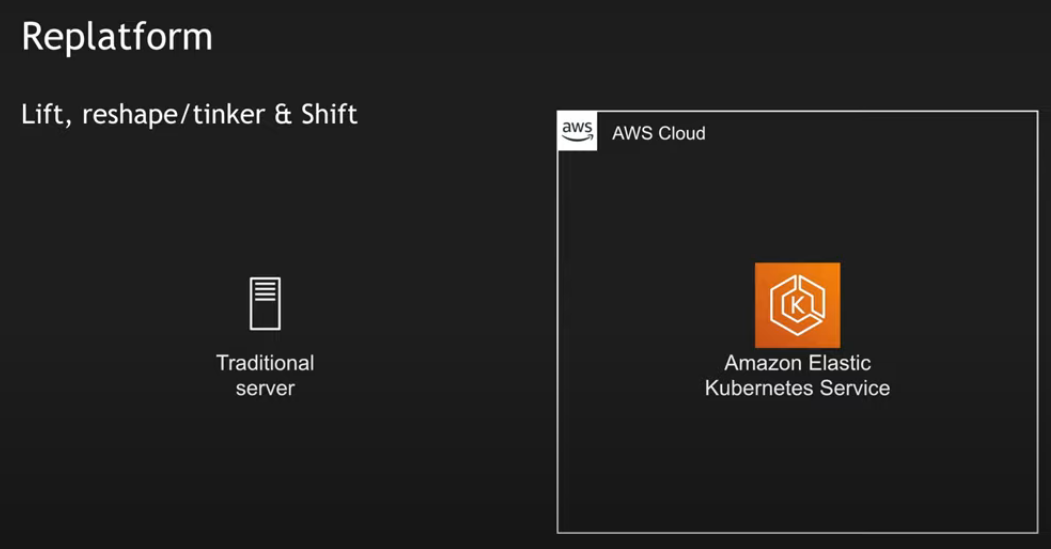 Replatform
Lift, reshape/tinker & Shift
aws
AWS Cloud
Traditional
server
K
Amazon Elastic
Kubernetes Service